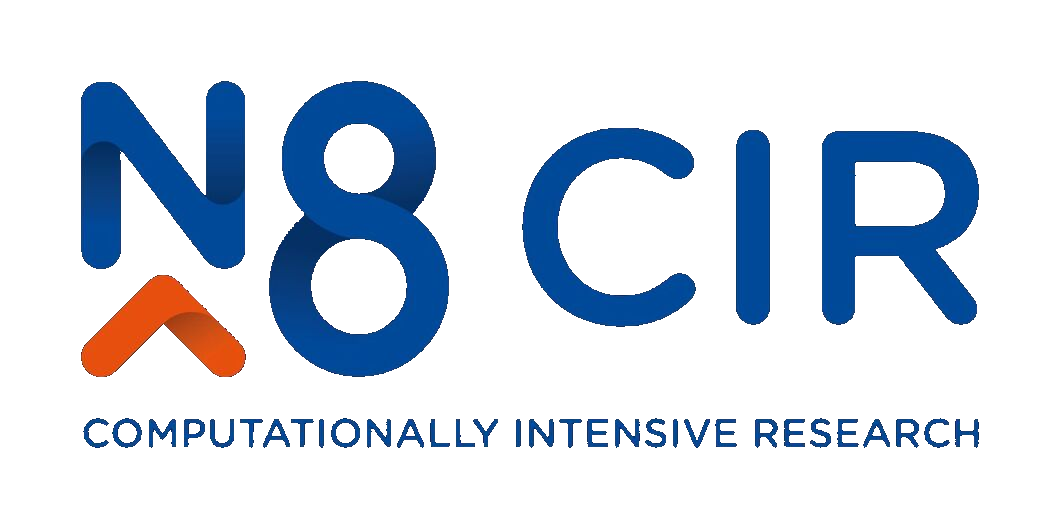 N8 CIR
COMPUTATIONALLY INTENSIVE RESEARCH